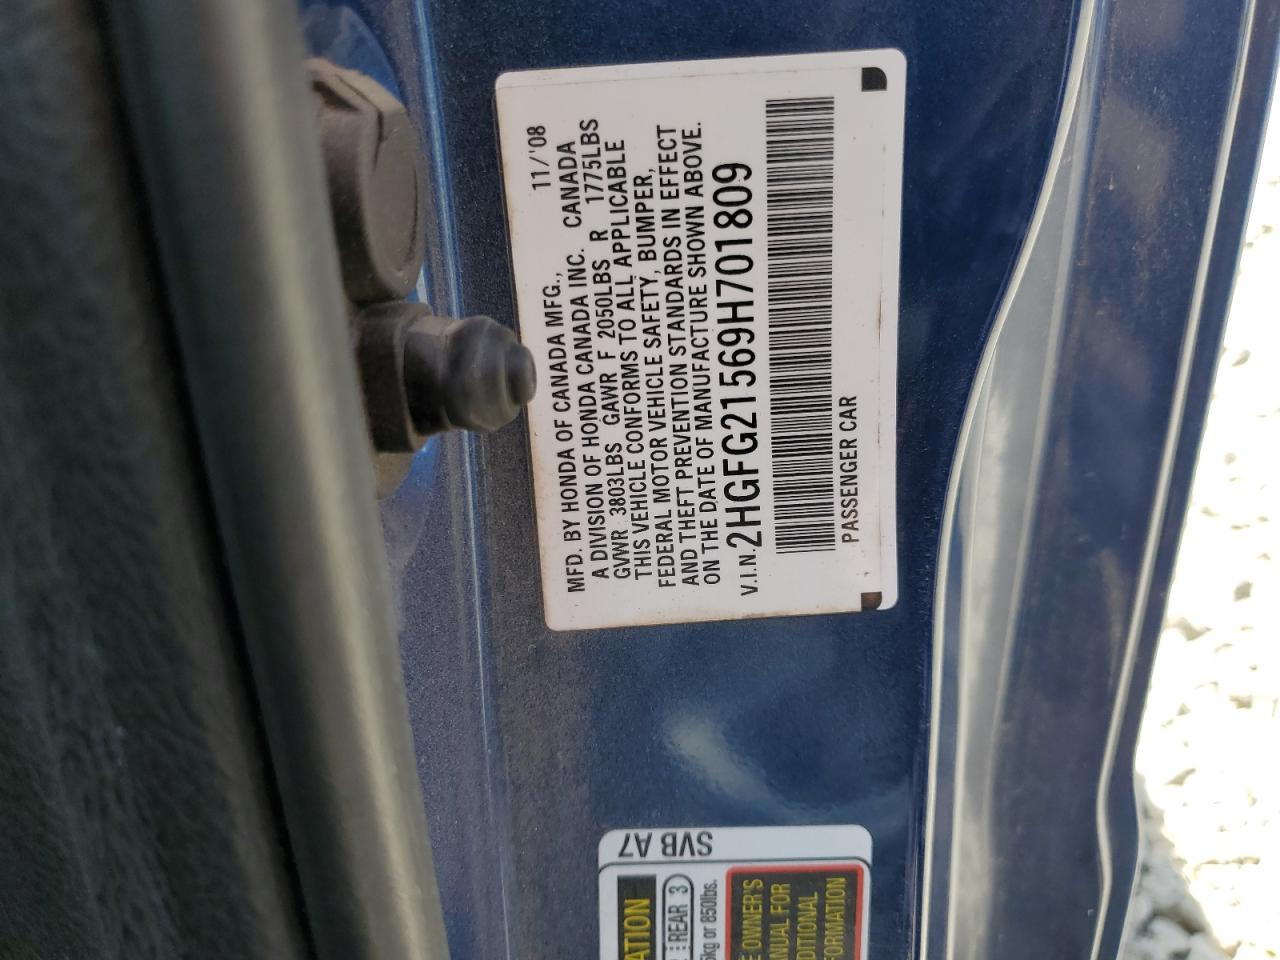 11/'08
MFD. BY HONDA OF CANADA MFG.,
A DIVISION OF HONDA CANADA INC. CANADA
GVWR 3803LBS GAWR F 2050LBS R 1775LBS
THIS VEHICLE CONFORMS TO ALL APPLICABLE
FEDERAL MOTOR VEHICLE SAFETY, BUMPER,
AND THEFT PREVENTION STANDARDS IN EFFECT
ON THE DATE OF MANUFACTURE SHOWN ABOVE.
V.I.N. 2HGFG21569H701809
PASSENGER CAR
SVB A7
REAR 3
or 850lbs.
OWNER'S
FOR